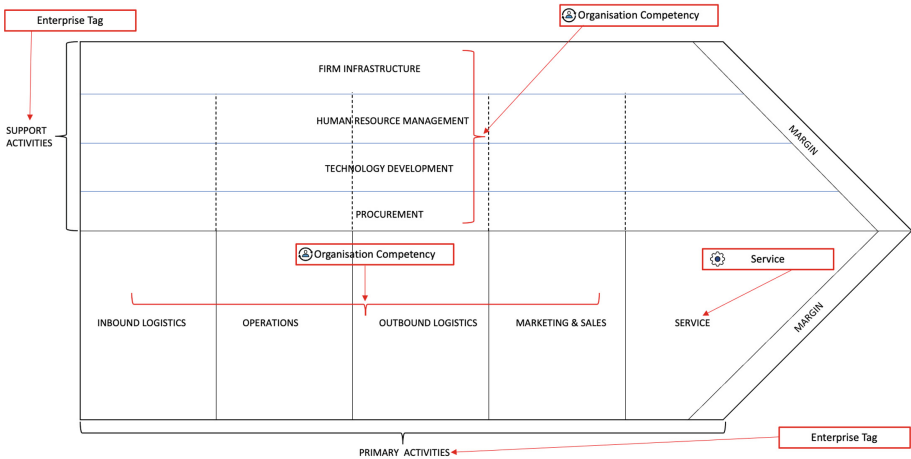 Enterprise Tag
Organisation Competency
FIRM INFRASTRUCTURE
HUMAN RESOURCE MANAGEMENT
SUPPORT
ACTIVITIES
MARGIN
TECHNOLOGY DEVELOPMENT
PROCUREMENT
Organisation Competency
Service
INBOUND LOGISTICS
OPERATIONS
OUTBOUND LOGISTICS
MARKETING & SALES
SERVICE
MARGIN
Enterprise Tag
PRIMARY ACTIVITIES